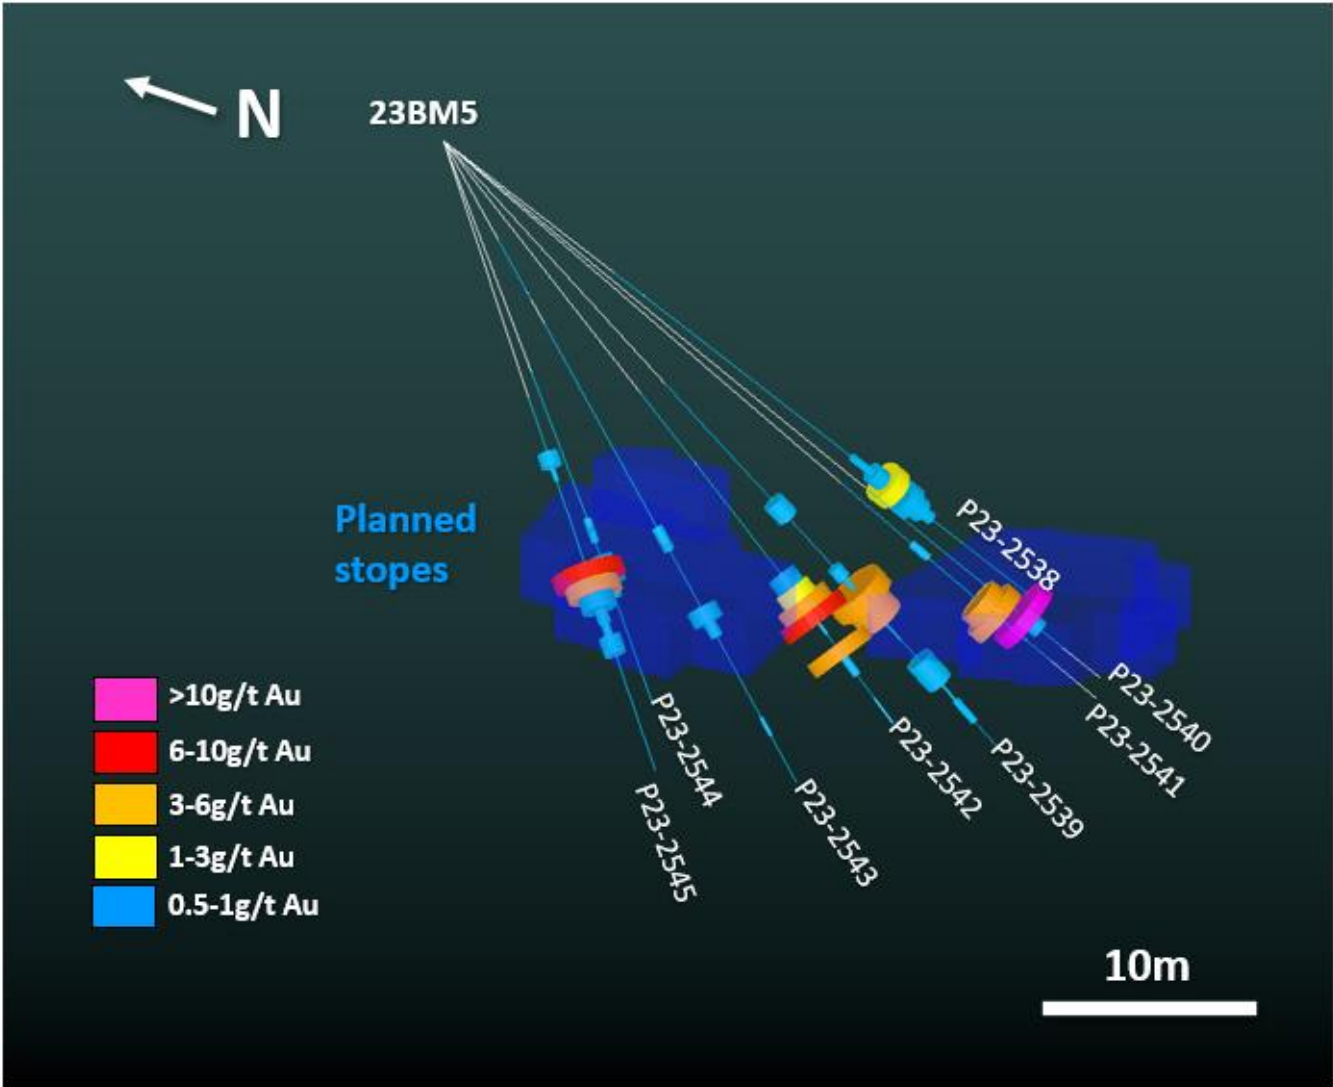 N
23BM5
Planned
stopes
P23-2538
P23-2540
P23-2541
P23-2539
P23-2542
P23-2543
P23-2544
P23-2545
>10g/t Au
6-10g/t Au
3-6g/t Au
1-3g/t Au
0.5-1g/t Au
10m